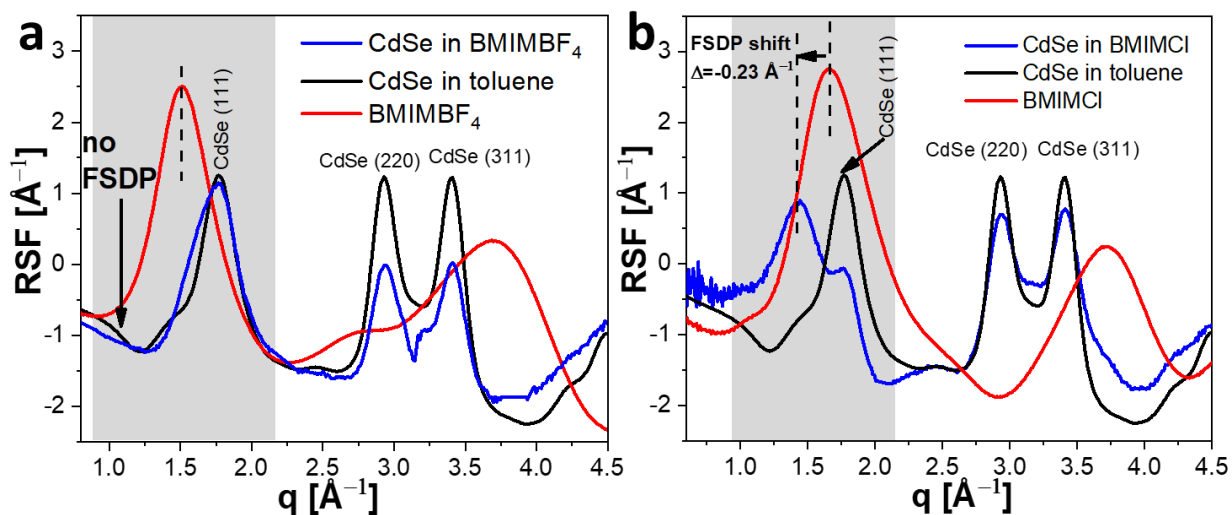 a
CdSe in BMIMBF₄
CdSe in toluene
BMIMBF₄
no
FSDP
CdSe (111)
CdSe (220)
CdSe (311)
RSF [Å⁻¹]
3
2
1
0
-1
-2
1.0
1.5
2.0
2.5
3.0
3.5
4.0
4.5
q [Å⁻¹]
b
FSDP shift
Δ=-0.23 Å⁻¹
CdSe (111)
CdSe in BMIMCl
CdSe in toluene
BMIMCl
CdSe (220)
CdSe (311)
RSF [Å⁻¹]
3
2
1
0
-1
-2
1.0
1.5
2.0
2.5
3.0
3.5
4.0
4.5
q [Å⁻¹]